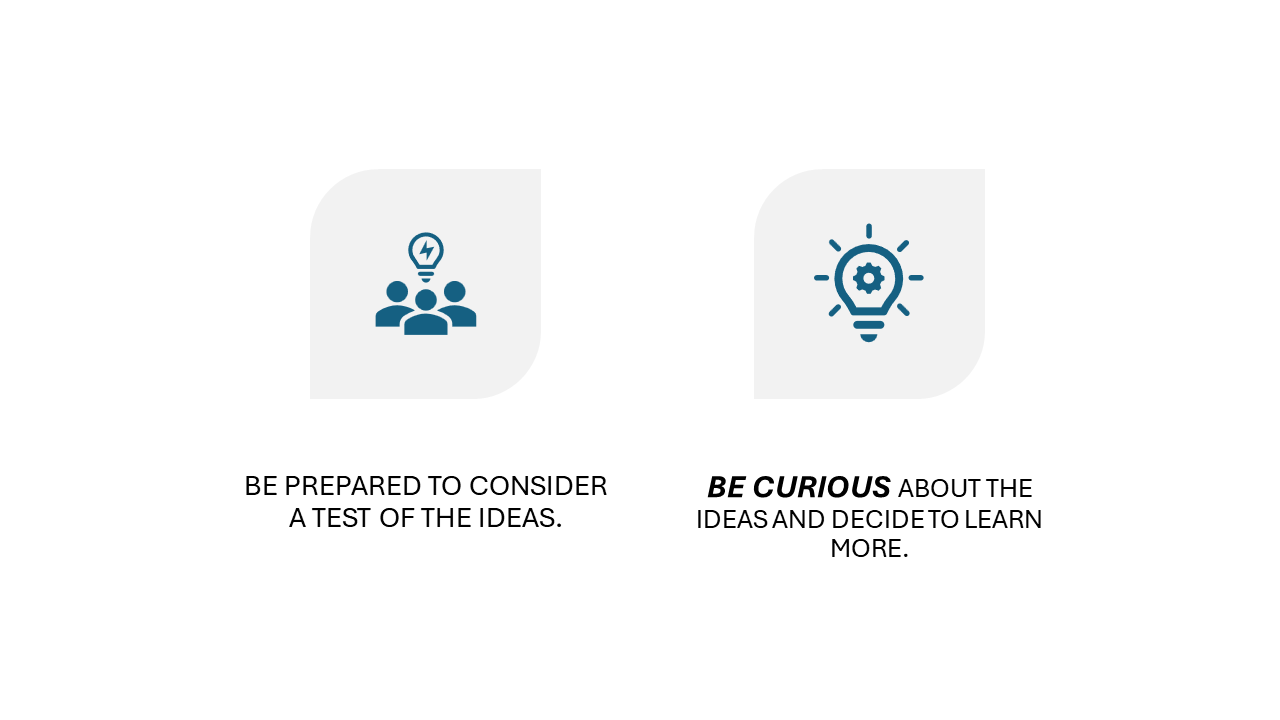 BE PREPARED TO CONSIDER
A TEST OF THE IDEAS.
BE CURIOUS ABOUT THE
IDEAS AND DECIDE TO LEARN
MORE.